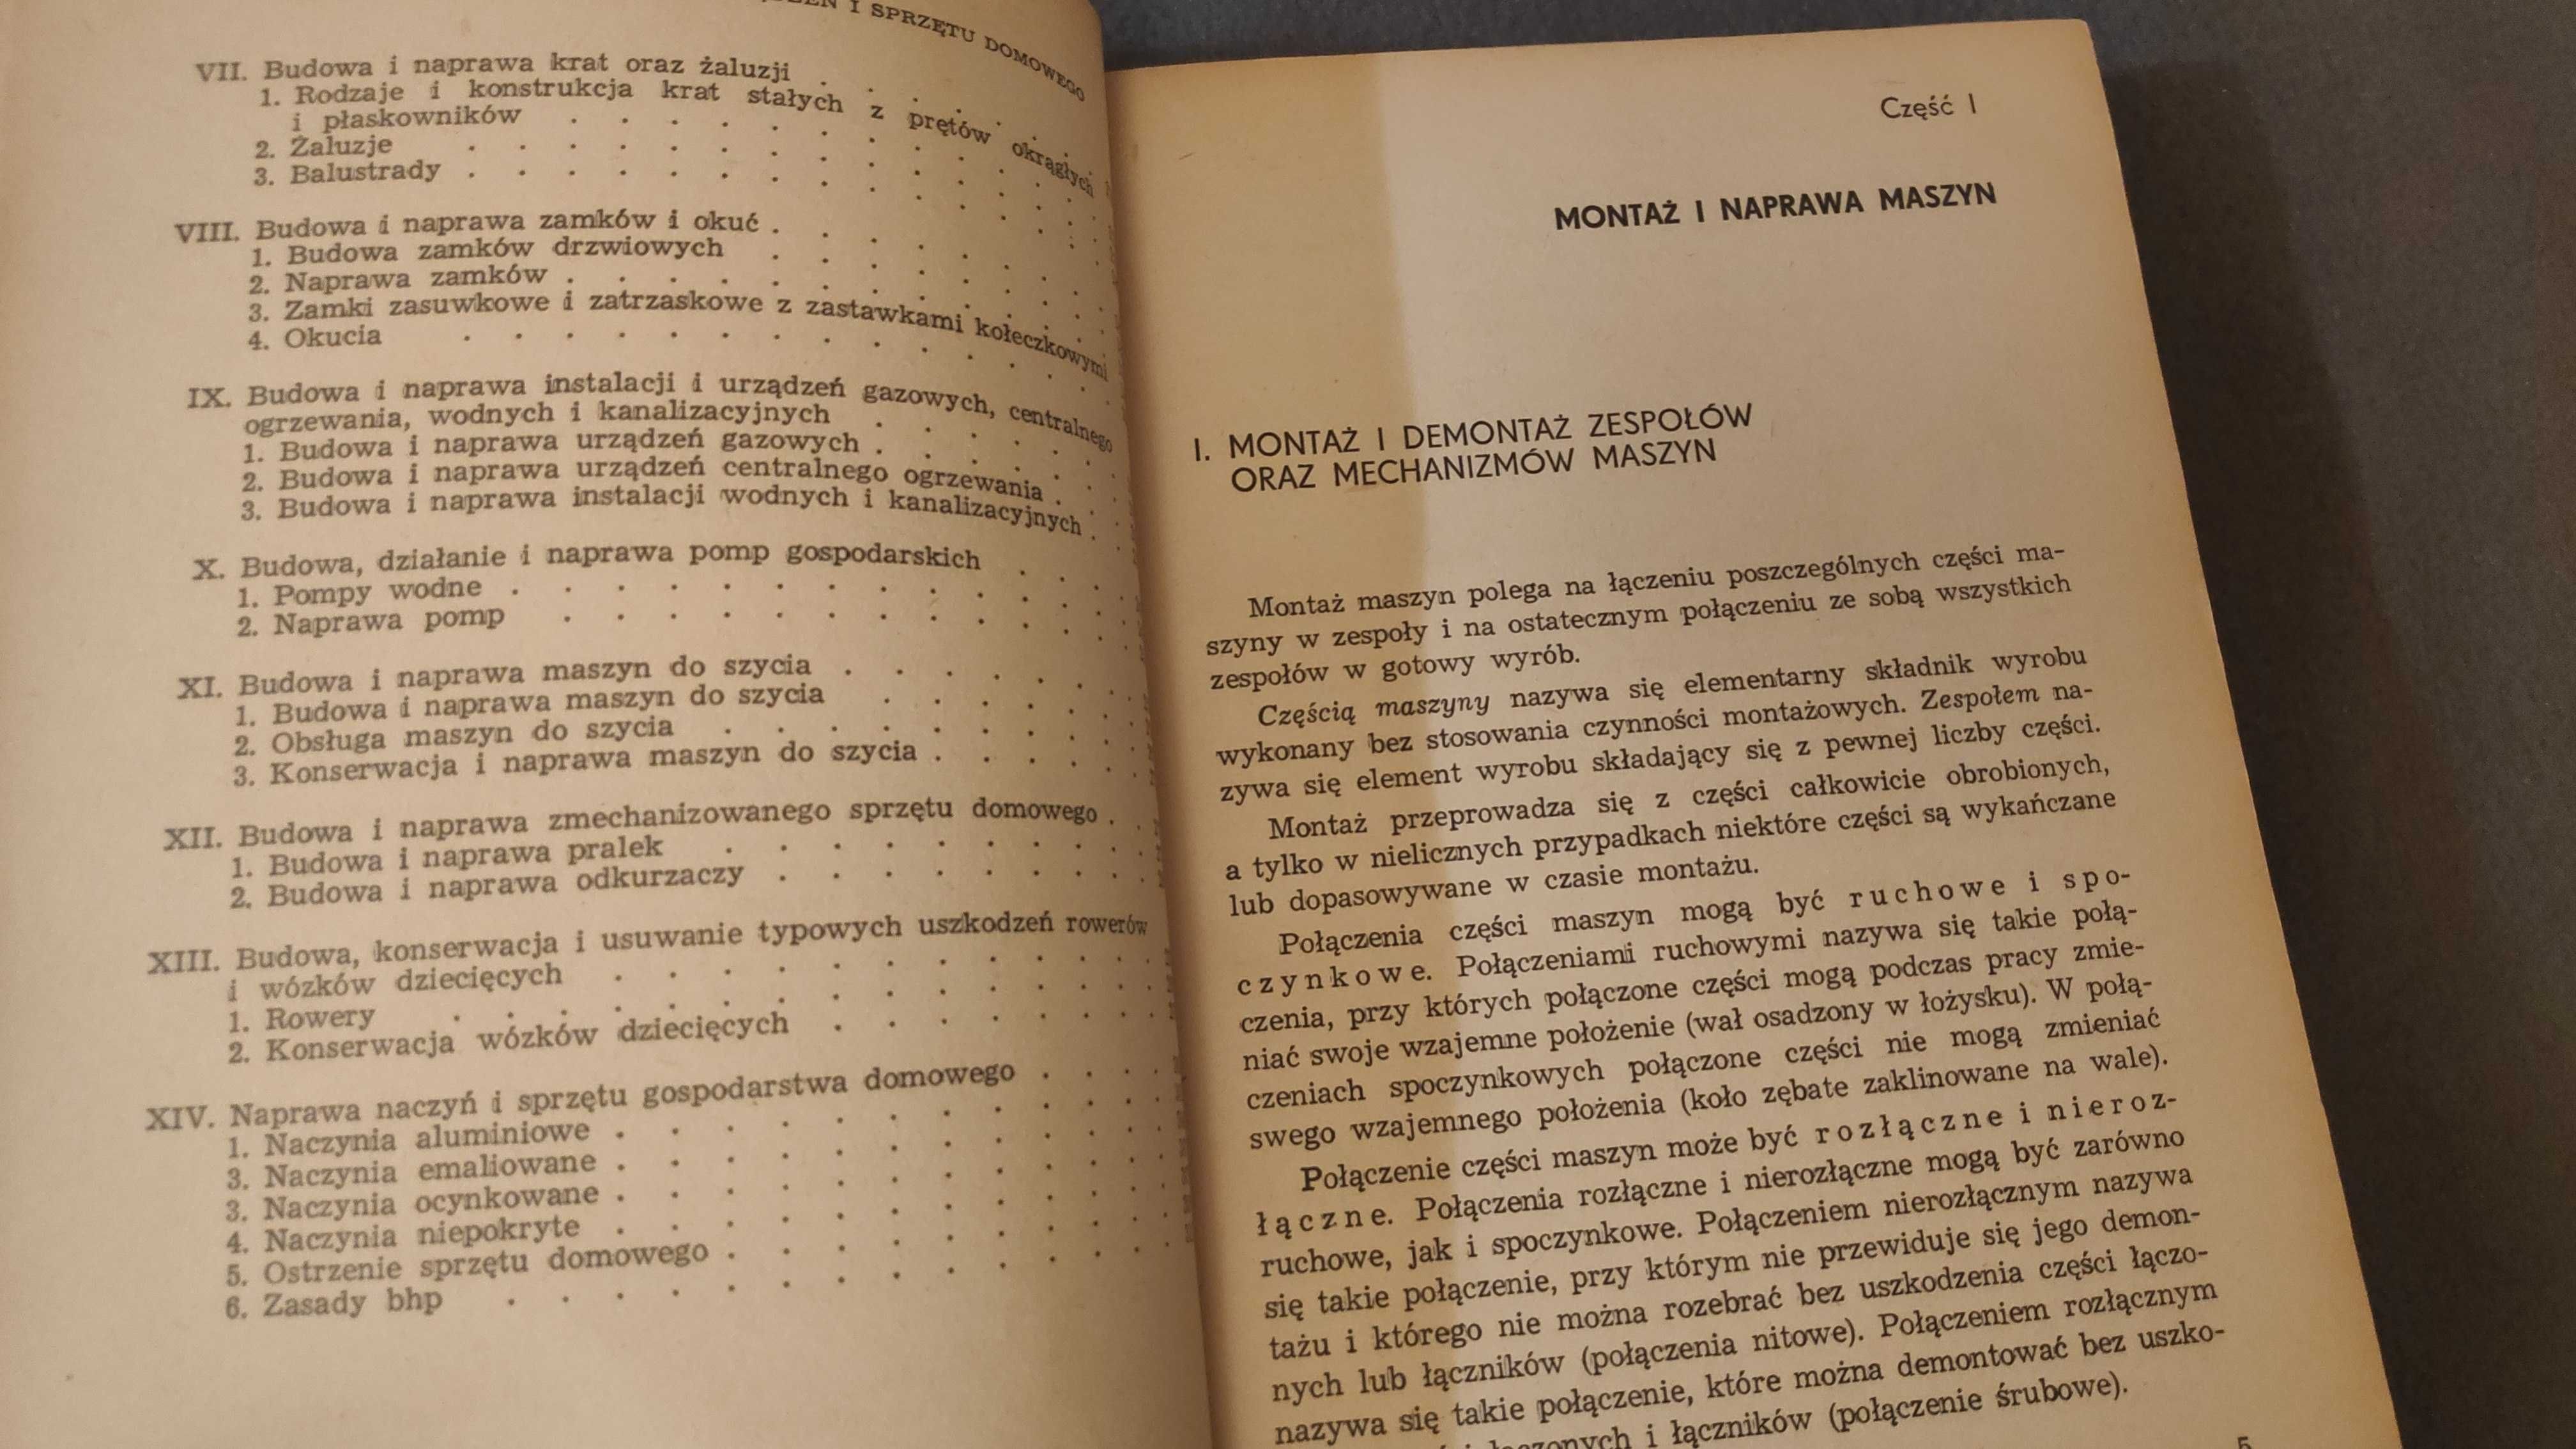 I SPRZĘTU DOMOWEGO
VII. Budowa i naprawa krat oraz żaluzji . . . . .
1. Rodzaje i konstrukcja krat stałych z prętów okrągłych
i płaskowników . . . . . . . . . .
2. Żaluzje . . . . . . . . . . . .
3. Balustrady . . . . . . . . . . . .
VIII. Budowa i naprawa zamków i okuć . . . . . . .
1. Budowa zamków drzwiowych . . . . . . .
2. Naprawa zamków . . . . . . . . . .
3. Zamki zasuwkowe i zatrzaskowe z zastawkami kołeczkowymi
4. Okucia . . . . . . . . . . . .
IX. Budowa i naprawa instalacji i urządzeń gazowych, centralnego
ogrzewania, wodnych i kanalizacyjnych . . . . .
1. Budowa i naprawa urządzeń gazowych . . . . .
2. Budowa i naprawa urządzeń centralnego ogrzewania . .
3. Budowa i naprawa instalacji wodnych i kanalizacyjnych .
X. Budowa, działanie i naprawa pomp gospodarskich . . .
1. Pompy wodne . . . . . . . . . . .
2. Naprawa pomp . . . . . . . . . .
XI. Budowa i naprawa maszyn do szycia . . . . . .
1. Budowa i naprawa maszyn do szycia . . . . .
2. Obsługa maszyn do szycia . . . . . . . .
3. Konserwacja i naprawa maszyn do szycia . . . . .
XII. Budowa i naprawa zmechanizowanego sprzętu domowego .
1. Budowa i naprawa pralek . . . . . . . .
2. Budowa i naprawa odkurzaczy . . . . . . .
XIII. Budowa, konserwacja i usuwanie typowych uszkodzeń rowerów
i wózków dziecięcych . . . . . . . . . .
1. Rowery . . . . . . . . . . . .
2. Konserwacja wózków dziecięcych . . . . . . .
XIV. Naprawa naczyń i sprzętu gospodarstwa domowego . . .
1. Naczynia aluminiowe . . . . . . . . . .
3. Naczynia emaliowane . . . . . . . . . .
3. Naczynia ocynkowane . . . . . . . . . .
4. Naczynia niepokryte . . . . . . . . . .
5. Ostrzenie sprzętu domowego . . . . . . . .
6. Zasady bhp . . . . . . . . . . .
Część I
MONTAŻ I NAPRAWA MASZYN
I. MONTAŻ I DEMONTAŻ ZESPOŁÓW
ORAZ MECHANIZMÓW MASZYN
Montaż maszyn polega na łączeniu poszczególnych części ma-
szyny w zespoły i na ostatecznym połączeniu ze sobą wszystkich
zespołów w gotowy wyrób.
Częścią maszyny nazywa się elementarny składnik wyrobu
wykonany bez stosowania czynności montażowych. Zespołem na-
zywa się element wyrobu składający się z pewnej liczby części.
Montaż przeprowadza się z części całkowicie obrobionych,
a tylko w nielicznych przypadkach niektóre części są wykańczane
lub dopasowywane w czasie montażu.
Połączenia części maszyn mogą być ruchowe i spo-
czynkowe. Połączeniami ruchowymi nazywa się takie połą-
czenia, przy których połączone części mogą podczas pracy zmie-
niać swoje wzajemne położenie (wał osadzony w łożysku). W połą-
czeniach spoczynkowych połączone części nie mogą zmieniać
swego wzajemnego położenia (koło zębate zaklinowane na wale).
Połączenie części maszyn może być rozłączne i nieroz-
łączne. Połączenia rozłączne i nierozłączne mogą być zarówno
ruchowe, jak i spoczynkowe. Połączeniem nierozłącznym nazywa
się takie połączenie, przy którym nie przewiduje się jego demon-
tażu i którego nie można rozebrać bez uszkodzenia części łączo-
nych lub łączników (połączenia nitowe). Połączeniem rozłącznym
nazywa się takie połączenie, które można demontować bez uszko-
i łączników (połączenie śrubowe).
5